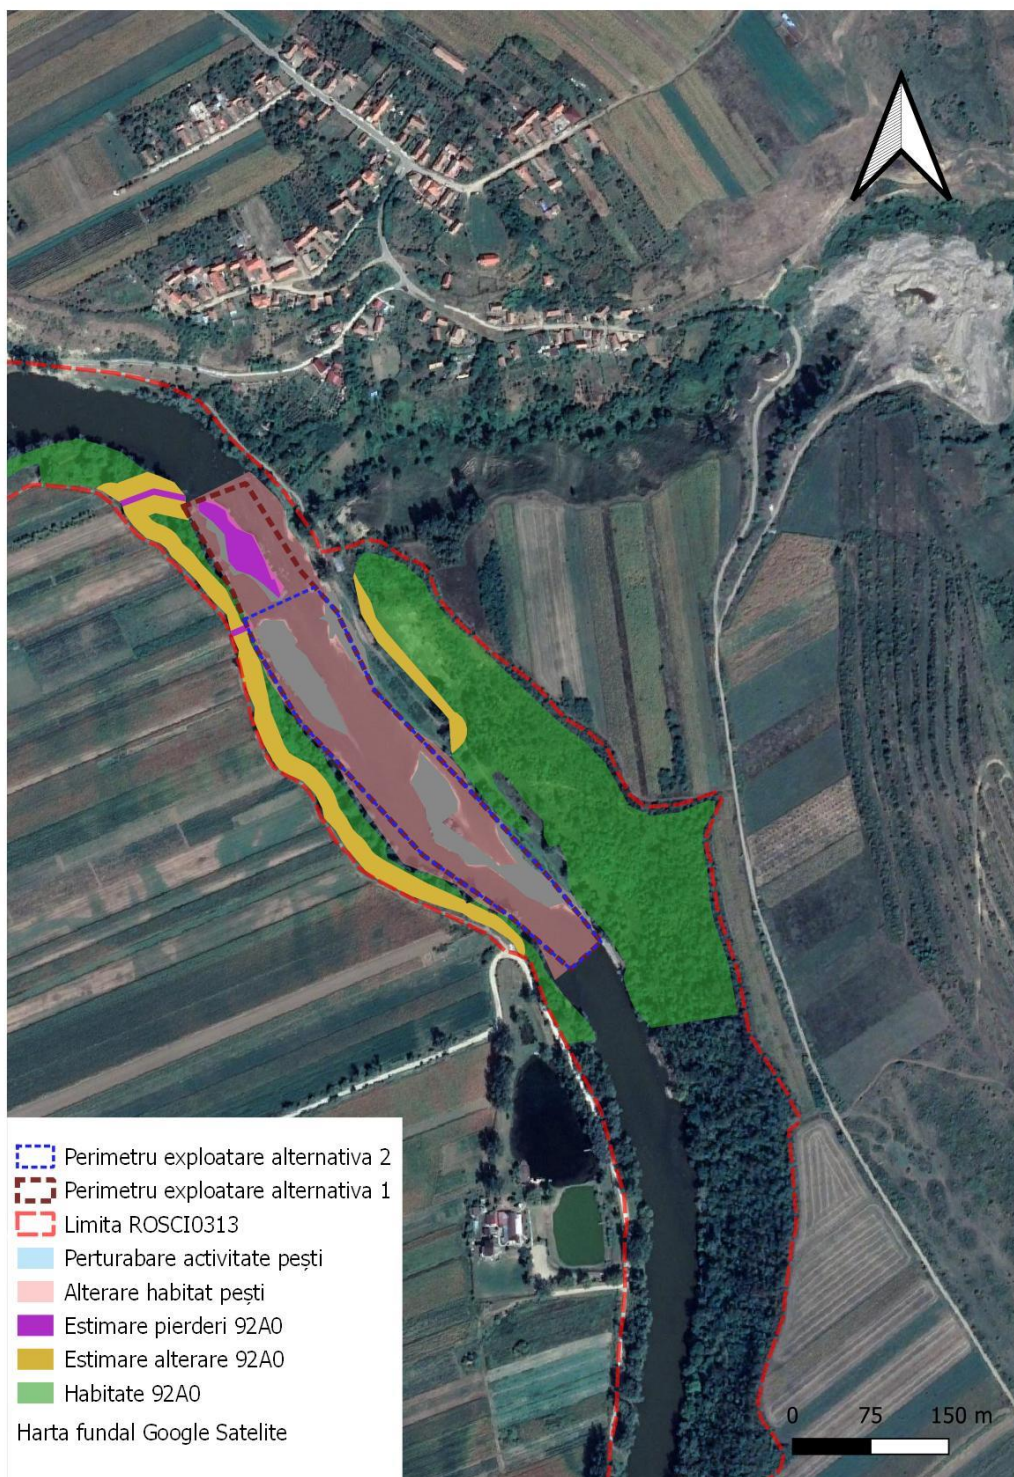 Perimetru exploatare alternativa 2
Perimetru exploatare alternativa 1
Limita ROSCI0313
Perturabare activitate pești
Alterare habitat pești
Estimare pierderi 92A0
Estimare alterare 92A0
Habitate 92A0
Harta fundal Google Satelite
0 75 150 m